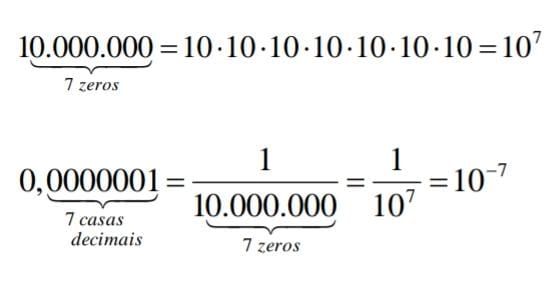 10.000.000 = 10·10·10·10·10·10·10 = 10⁷
7 zeros
0,0000001 = 1/10.000.000 = 1/10⁷ = 10⁻⁷
7 casas
decimais
7 zeros